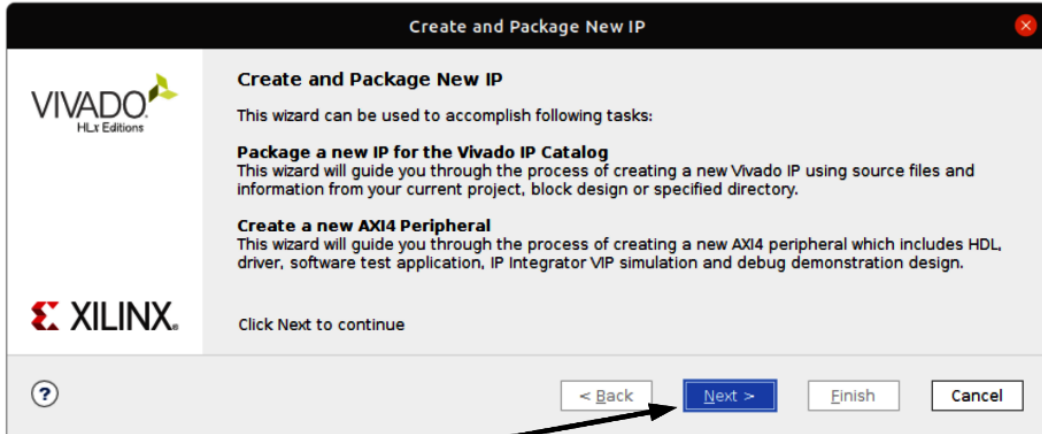 Create and Package New IP
VIVADO
HLx Editions
Create and Package New IP
This wizard can be used to accomplish following tasks:
Package a new IP for the Vivado IP Catalog
This wizard will guide you through the process of creating a new Vivado IP using source files and
information from your current project, block design or specified directory.
Create a new AXI4 Peripheral
This wizard will guide you through the process of creating a new AXI4 peripheral which includes HDL,
driver, software test application, IP Integrator VIP simulation and debug demonstration design.
XILINX®
Click Next to continue
?
< Back
Next >
Finish
Cancel